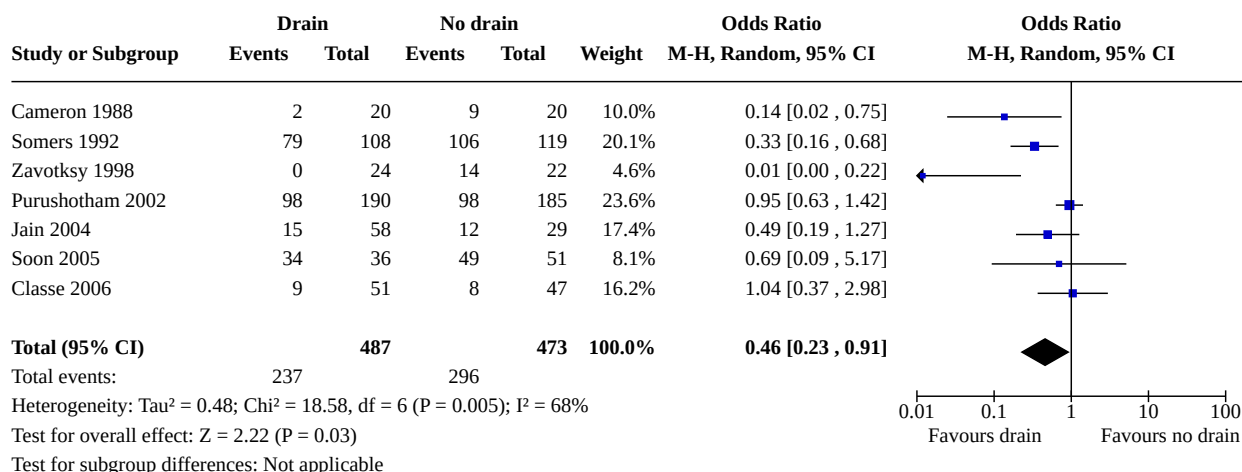 Drain No drain Odds Ratio Odds Ratio
Study or Subgroup Events Total Events Total Weight M-H, Random, 95% CI M-H, Random, 95% CI
Cameron 1988 2 20 9 20 10.0% 0.14 [0.02 , 0.75]
Somers 1992 79 108 106 119 20.1% 0.33 [0.16 , 0.68]
Zavotksy 1998 0 24 14 22 4.6% 0.01 [0.00 , 0.22]
Purushotham 2002 98 190 98 185 23.6% 0.95 [0.63 , 1.42]
Jain 2004 15 58 12 29 17.4% 0.49 [0.19 , 1.27]
Soon 2005 34 36 49 51 8.1% 0.69 [0.09 , 5.17]
Classe 2006 9 51 8 47 16.2% 1.04 [0.37 , 2.98]
Total (95% CI) 487 473 100.0% 0.46 [0.23 , 0.91]
Total events: 237 296
Heterogeneity: Tau² = 0.48; Chi² = 18.58, df = 6 (P = 0.005); I² = 68%
0.01 0.1 1 10 100
Test for overall effect: Z = 2.22 (P = 0.03) Favours drain Favours no drain
Test for subgroup differences: Not applicable